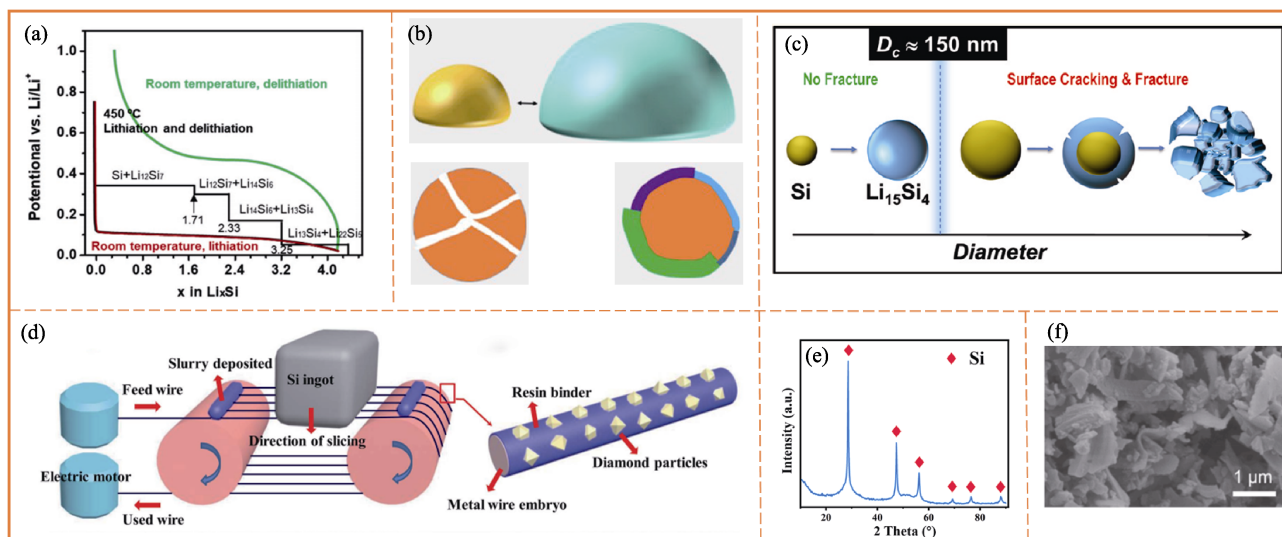 (a)
Potentional vs. Li/Li⁺
1.0
0.8
0.6
0.4
0.2
0.0
Room temperature, delithiation
450 ºC
Lithiation and delithiation
Si+Li₁₂Si₇
Li₁₂Si₇+Li₁₄Si₆
1.71
Li₁₄Si₆+Li₁₃Si₄
2.33
Li₁₃Si₄+Li₂₂Si₅
3.25
Room temperature, lithiation
0.0 0.8 1.6 2.4 3.2 4.0
x in LixSi
(b)
(c)
D꜀ ≈ 150 nm
No Fracture
Surface Cracking & Fracture
Si
Li₁₅Si₄
Diameter
(d)
Slurry deposited
Feed wire
Si ingot
Direction of slicing
Electric motor
Used wire
Resin binder
Diamond particles
Metal wire embryo
(e)
Si
Intensity (a.u.)
20 40 60 80
2 Theta (°)
(f)
1 μm